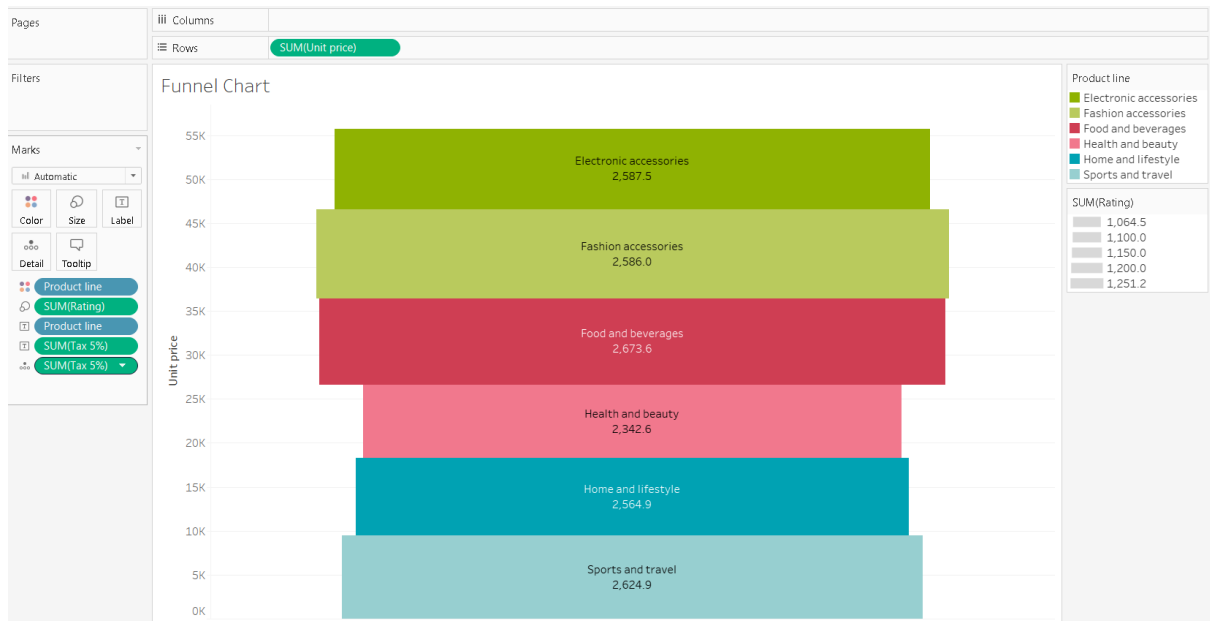 Pages
Columns
Rows
SUM(Unit price)
Filters
Marks
Automatic
Color
Size
Label
Detail
Tooltip
Product line
SUM(Rating)
Product line
SUM(Tax 5%)
SUM(Tax 5%)
Funnel Chart
Unit price
55K
50K
45K
40K
35K
30K
25K
20K
15K
10K
5K
0K
Electronic accessories
2,587.5
Fashion accessories
2,586.0
Food and beverages
2,673.6
Health and beauty
2,342.6
Home and lifestyle
2,564.9
Sports and travel
2,624.9
Product line
Electronic accessories
Fashion accessories
Food and beverages
Health and beauty
Home and lifestyle
Sports and travel
SUM(Rating)
1,064.5
1,100.0
1,150.0
1,200.0
1,251.2